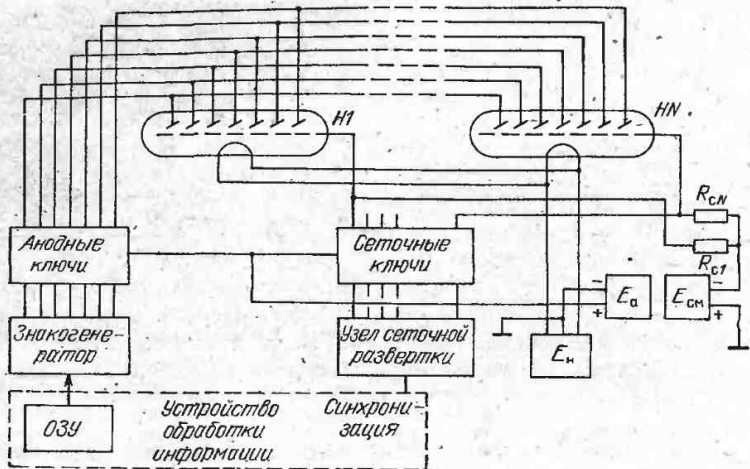 Н1
HN
Анодные
ключи
Сеточные
ключи
RсN
Rс1
−
+
Eа
Eсм
−
+
Знакогене-
ратор
Узел сеточной
развертки
Eн
ОЗУ
Устройство
обработки
информации
Синхрони-
зация